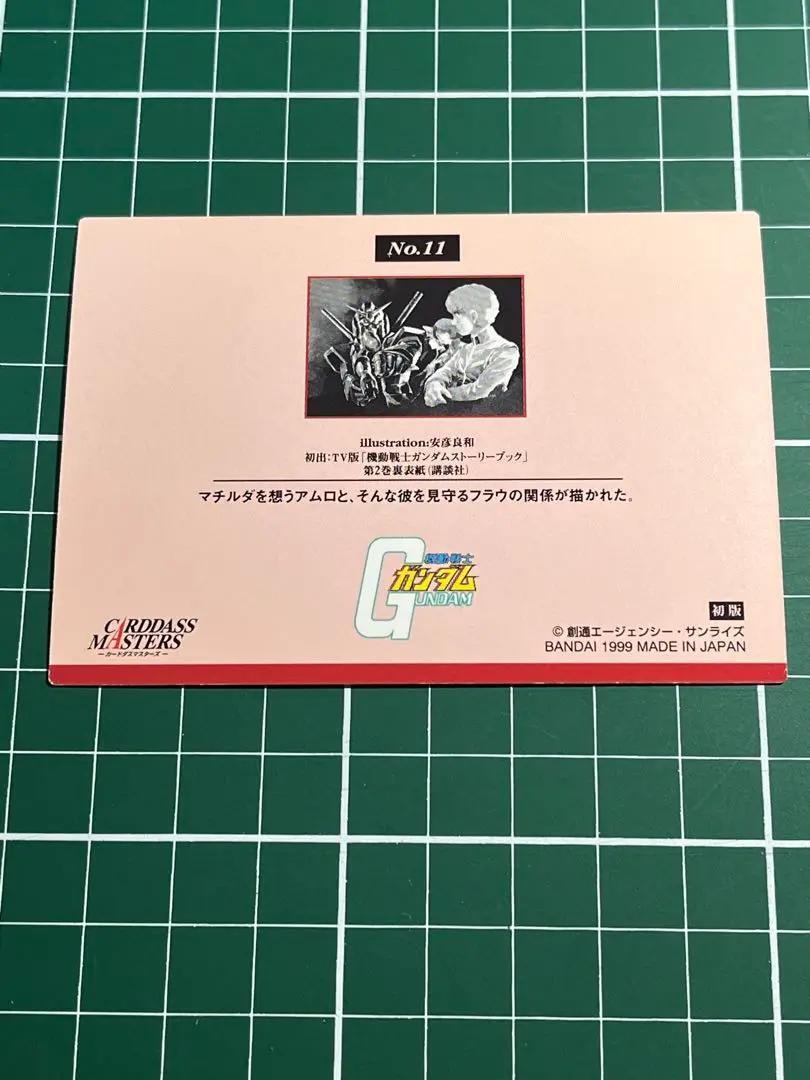 No.11
illustration:安彦良和
初出:TV版「機動戦士ガンダムストーリーブック」
第2巻裏表紙(講談社)
マチルダを想うアムロと、そんな彼を見守るフラウの関係が描かれた。
機動戦士
ガンダム
GUNDAM
初版
CARDDASS
MASTERS
ーカードダスマスターズー
© 創通エージェンシー・サンライズ
BANDAI 1999 MADE IN JAPAN